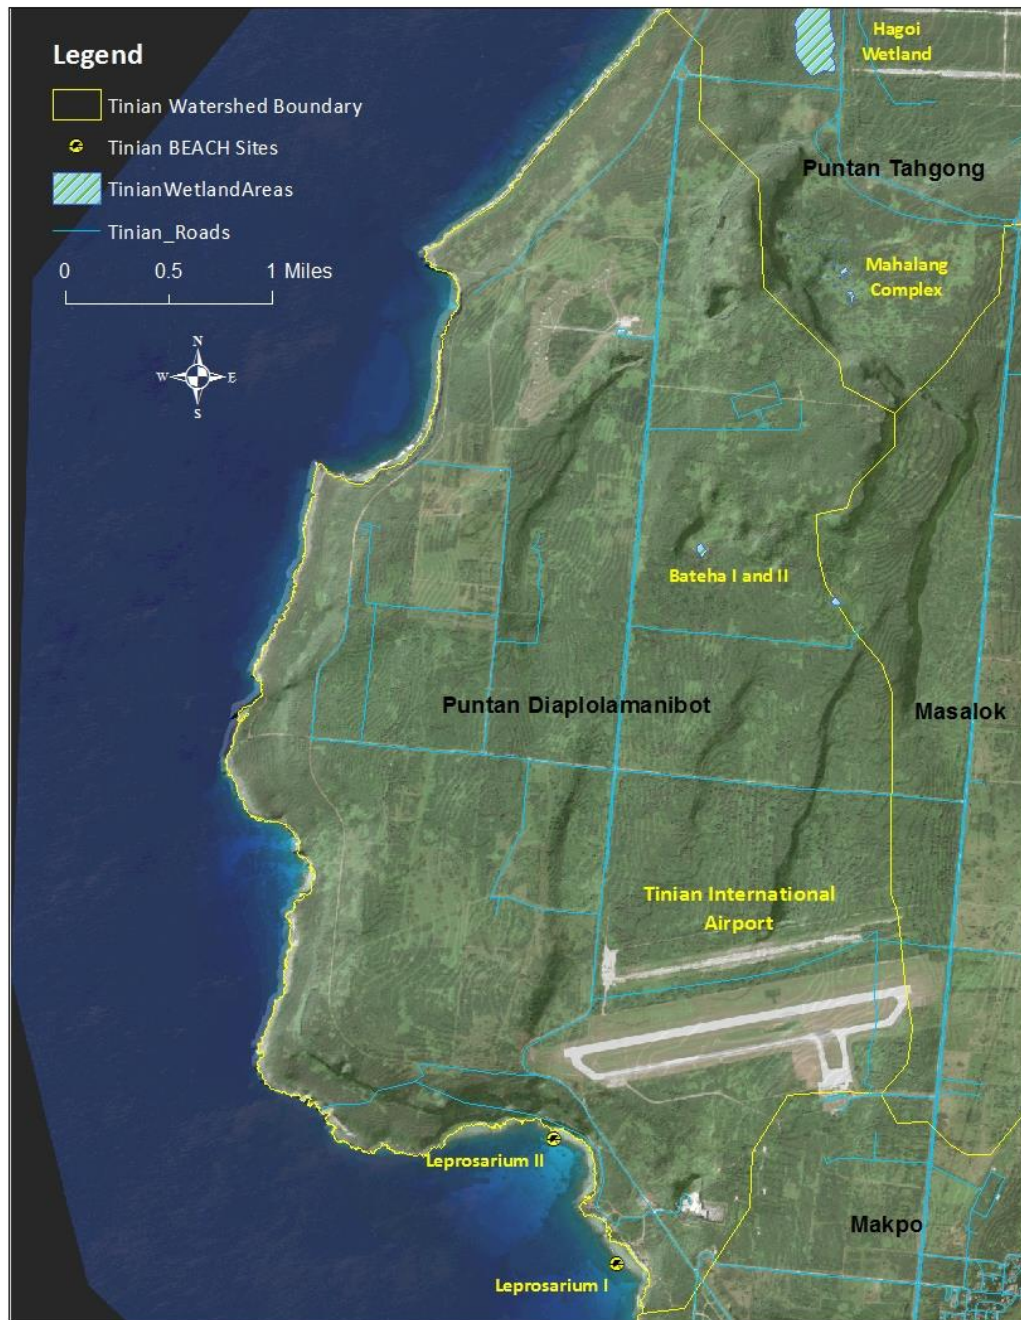 Legend
Tinian Watershed Boundary
Tinian BEACH Sites
TinianWetlandAreas
Tinian_Roads
0 0.5 1 Miles
N
W E
S
Hagoi
Wetland
Puntan Tahgong
Mahalang
Complex
Bateha I and II
Puntan Diaplolamanibot
Masalok
Tinian International
Airport
Leprosarium II
Makpo
Leprosarium I